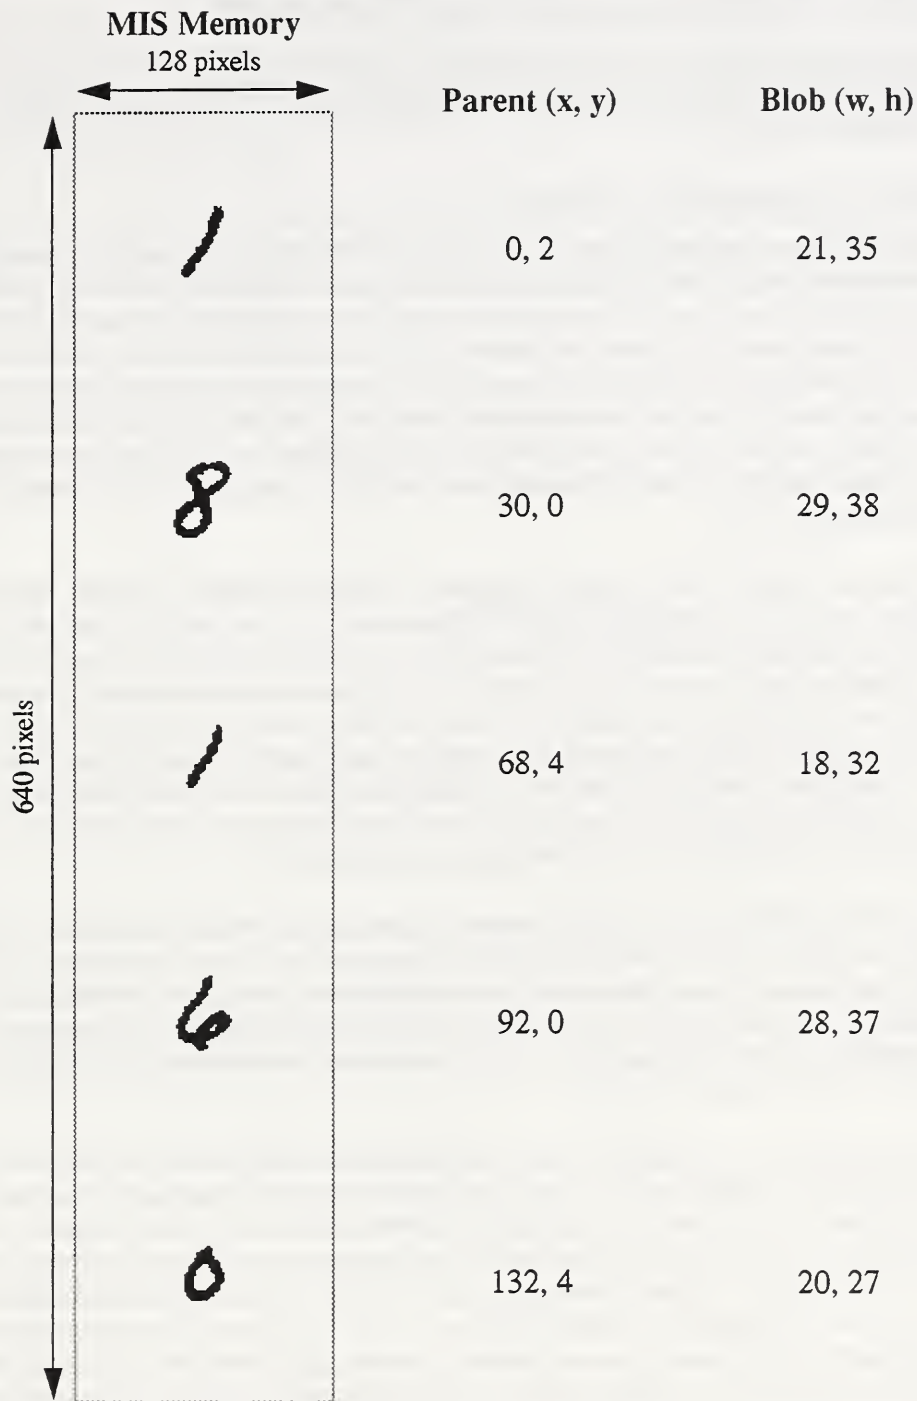 MIS Memory
128 pixels
Parent (x, y) Blob (w, h)
1 0, 2 21, 35
8 30, 0 29, 38
640 pixels
1 68, 4 18, 32
6 92, 0 28, 37
0 132, 4 20, 27